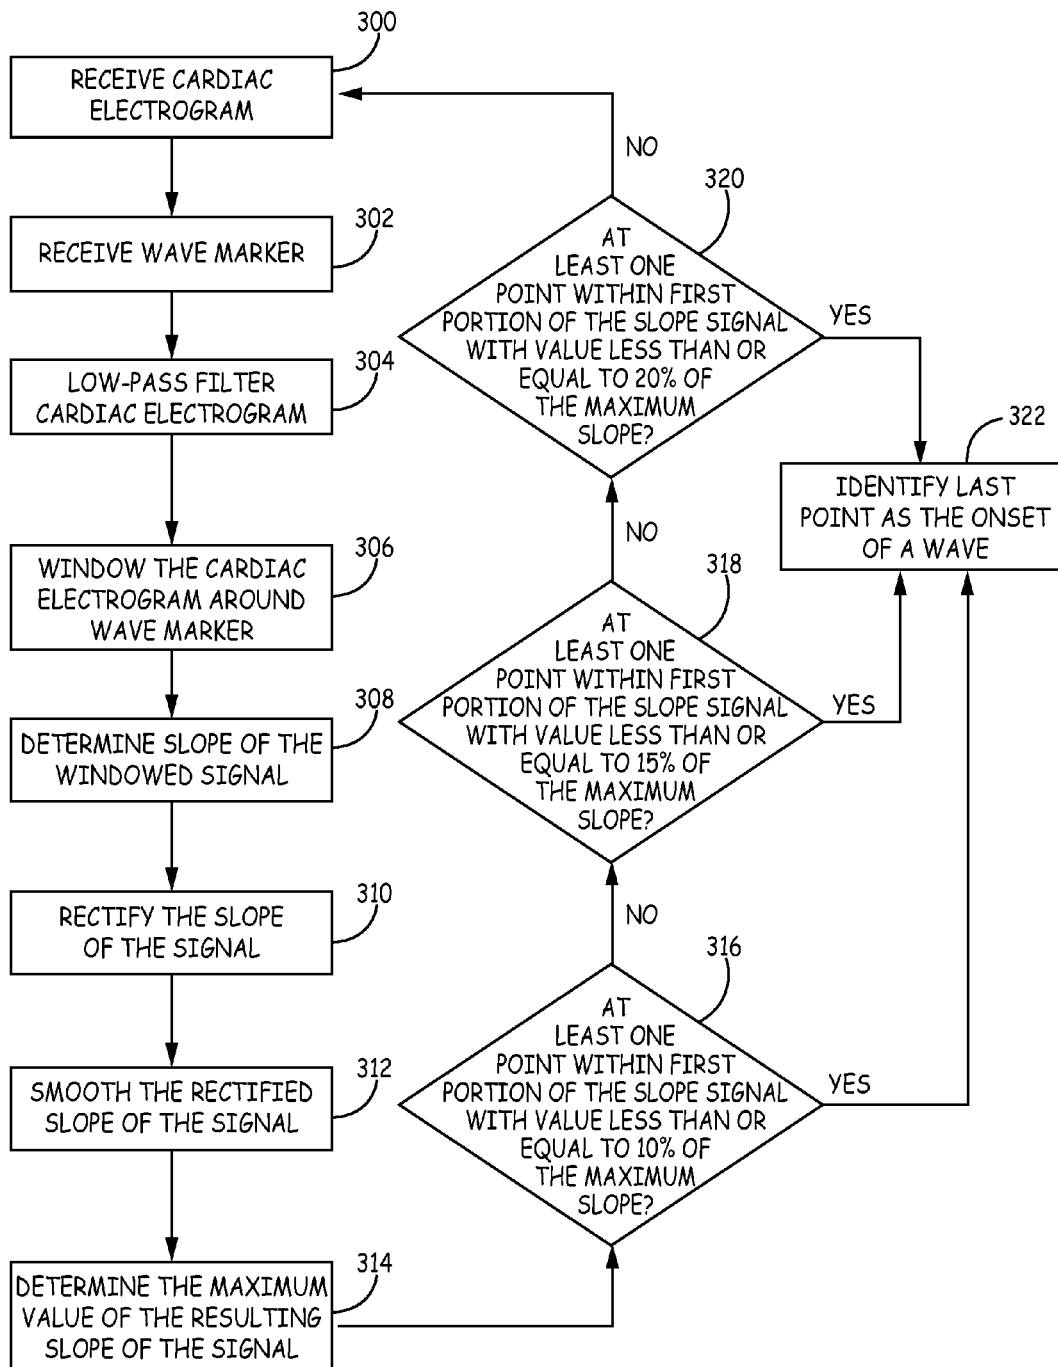 300
RECEIVE CARDIAC
ELECTROGRAM
302
RECEIVE WAVE MARKER
304
LOW-PASS FILTER
CARDIAC ELECTROGRAM
306
WINDOW THE CARDIAC
ELECTROGRAM AROUND
WAVE MARKER
308
DETERMINE SLOPE OF THE
WINDOWED SIGNAL
310
RECTIFY THE SLOPE
OF THE SIGNAL
312
SMOOTH THE RECTIFIED
SLOPE OF THE SIGNAL
314
DETERMINE THE MAXIMUM
VALUE OF THE RESULTING
SLOPE OF THE SIGNAL
316
AT
LEAST ONE
POINT WITHIN FIRST
PORTION OF THE SLOPE SIGNAL
WITH VALUE LESS THAN OR
EQUAL TO 10% OF
THE MAXIMUM
SLOPE?
YES
NO
318
AT
LEAST ONE
POINT WITHIN FIRST
PORTION OF THE SLOPE SIGNAL
WITH VALUE LESS THAN OR
EQUAL TO 15% OF
THE MAXIMUM
SLOPE?
YES
NO
320
AT
LEAST ONE
POINT WITHIN FIRST
PORTION OF THE SLOPE SIGNAL
WITH VALUE LESS THAN OR
EQUAL TO 20% OF
THE MAXIMUM
SLOPE?
YES
NO
322
IDENTIFY LAST
POINT AS THE ONSET
OF A WAVE